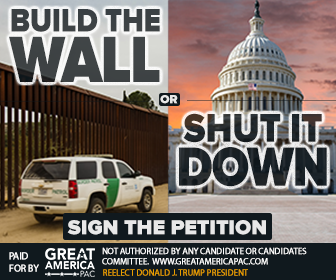 BUILD THE
WALL
OR
SHUT IT
DOWN
SIGN THE PETITION
PAID
FOR BY
GREAT
AMERICA
PAC
NOT AUTHORIZED BY ANY CANDIDATE OR CANDIDATES
COMMITTEE. WWW.GREATAMERICAPAC.COM
REELECT DONALD J. TRUMP PRESIDENT